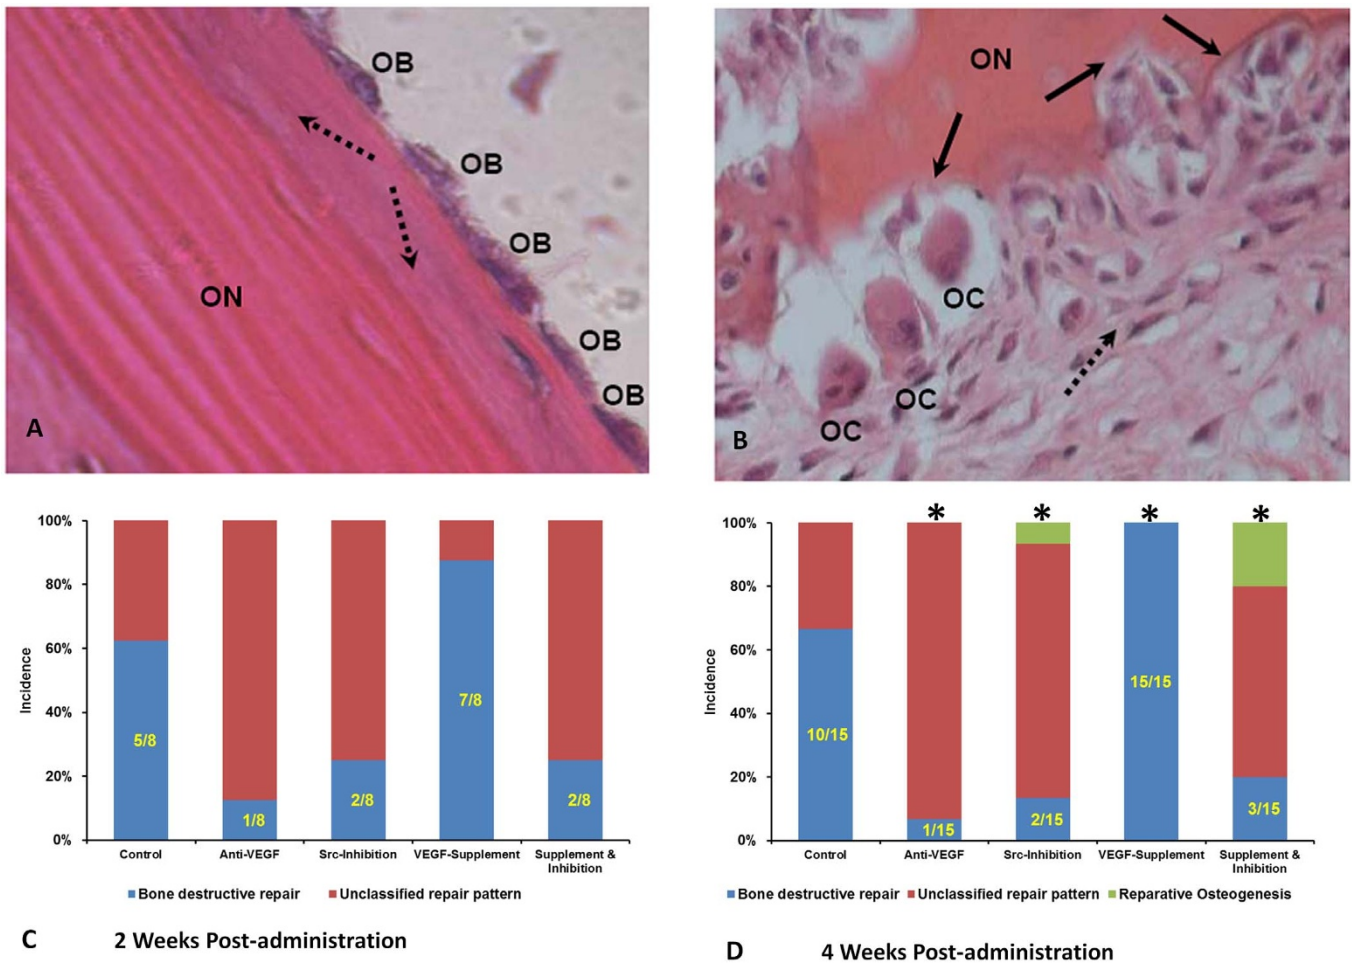 OB
OB
OB
OB
OB
ON
A
ON
OC
OC
OC
B
100%
80%
60%
40%
20%
0%
Incidence
5/8
1/8
2/8
7/8
2/8
Control
Anti-VEGF
Src-Inhibition
VEGF-Supplement
Supplement &
Inhibition
Bone destructive repair
Unclassified repair pattern
C
2 Weeks Post-administration
* * * *
100%
80%
60%
40%
20%
0%
Incidence
10/15
1/15
2/15
15/15
3/15
Control
Anti-VEGF
Src-Inhibition
VEGF-Supplement
Supplement &
Inhibition
Bone destructive repair
Unclassified repair pattern
Reparative Osteogenesis
D
4 Weeks Post-administration